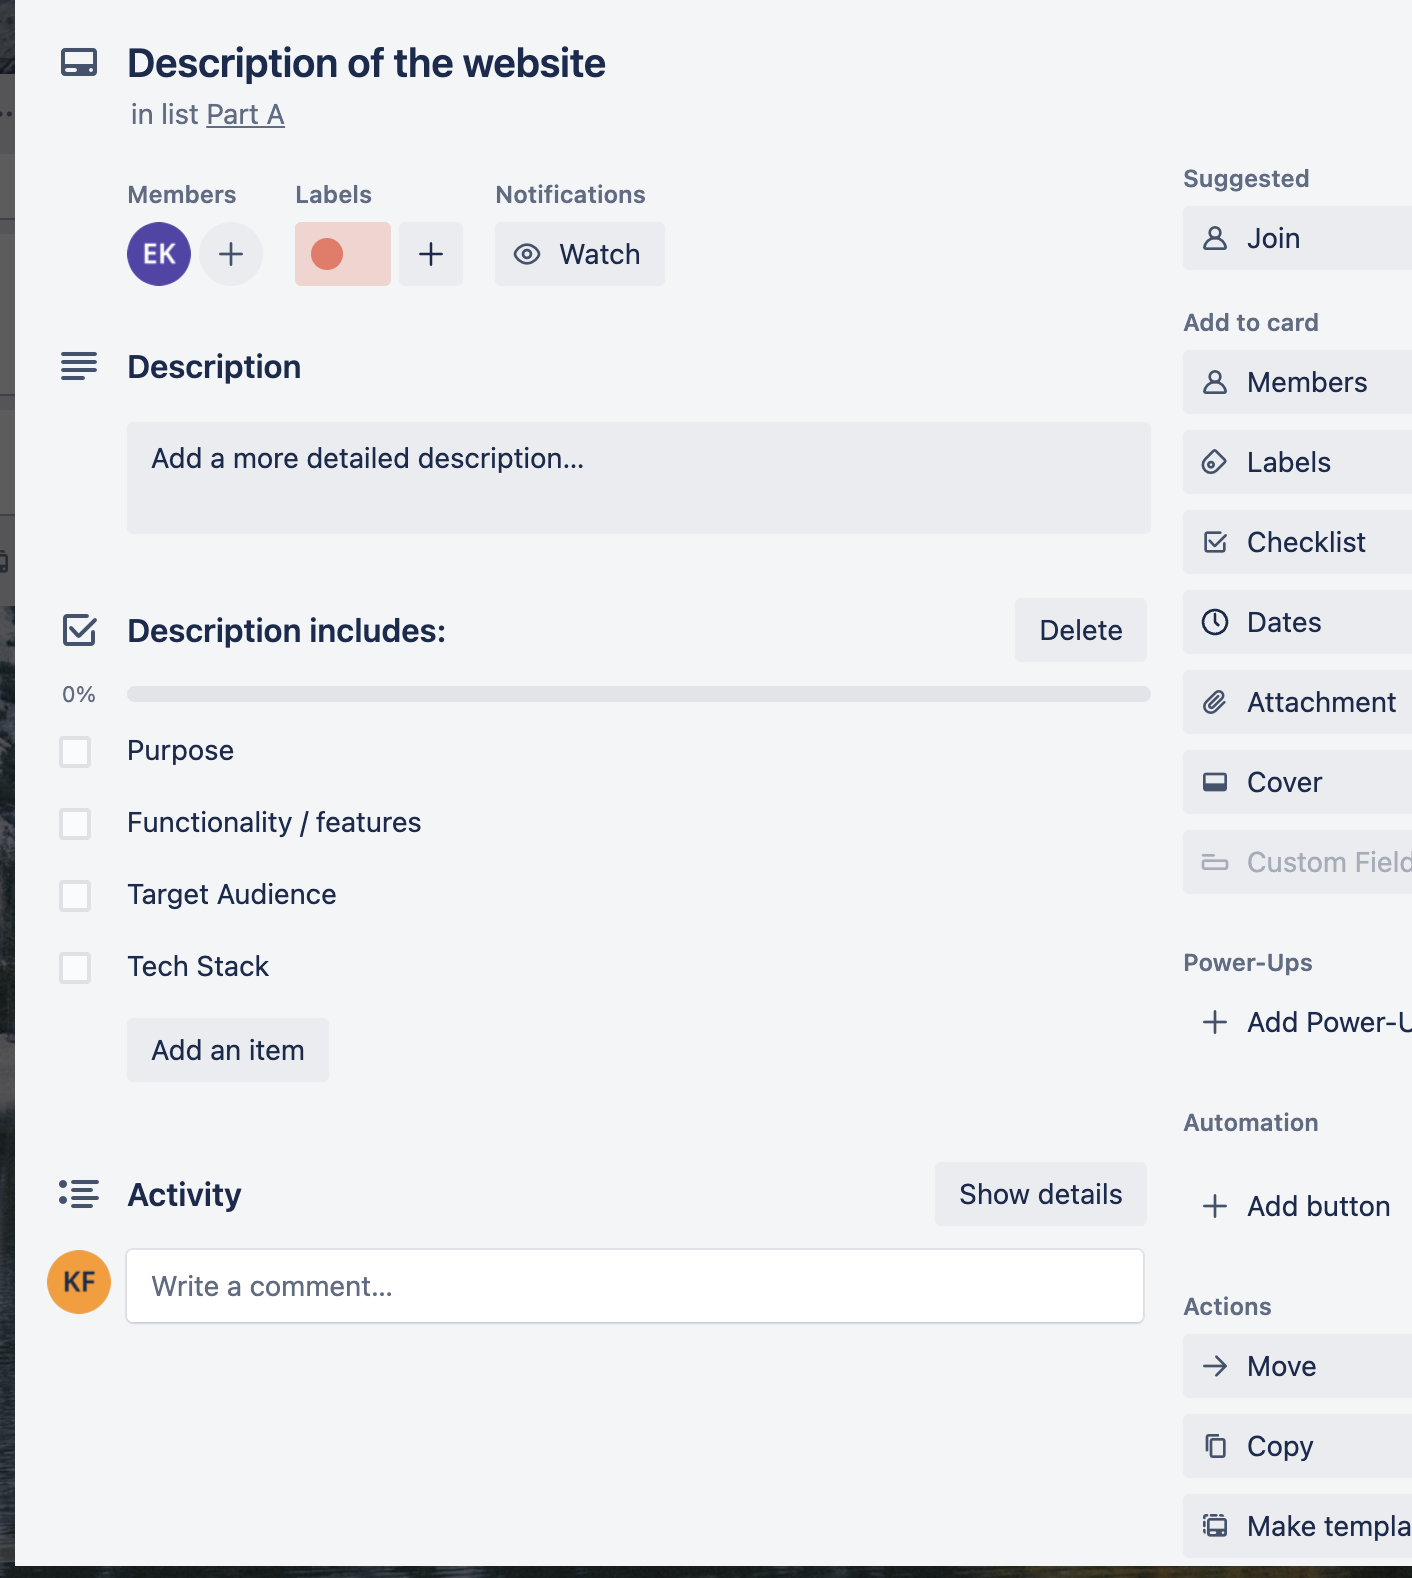 Description of the website
in list Part A
Members
Labels
Notifications
EK
Watch
Description
Add a more detailed description...
Description includes:
Delete
0%
Purpose
Functionality / features
Target Audience
Tech Stack
Add an item
Activity
Show details
KF
Write a comment...
Suggested
Join
Add to card
Members
Labels
Checklist
Dates
Attachment
Cover
Custom Field
Power-Ups
Add Power-U
Automation
Add button
Actions
Move
Copy
Make templa